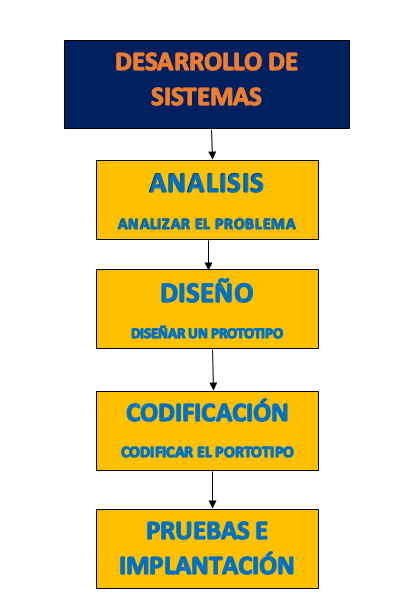 DESARROLLO DE
SISTEMAS
ANALISIS
ANALIZAR EL PROBLEMA
DISEÑO
DISEÑAR UN PROTOTIPO
CODIFICACIÓN
CODIFICAR EL PORTOTIPO
PRUEBAS E
IMPLANTACIÓN